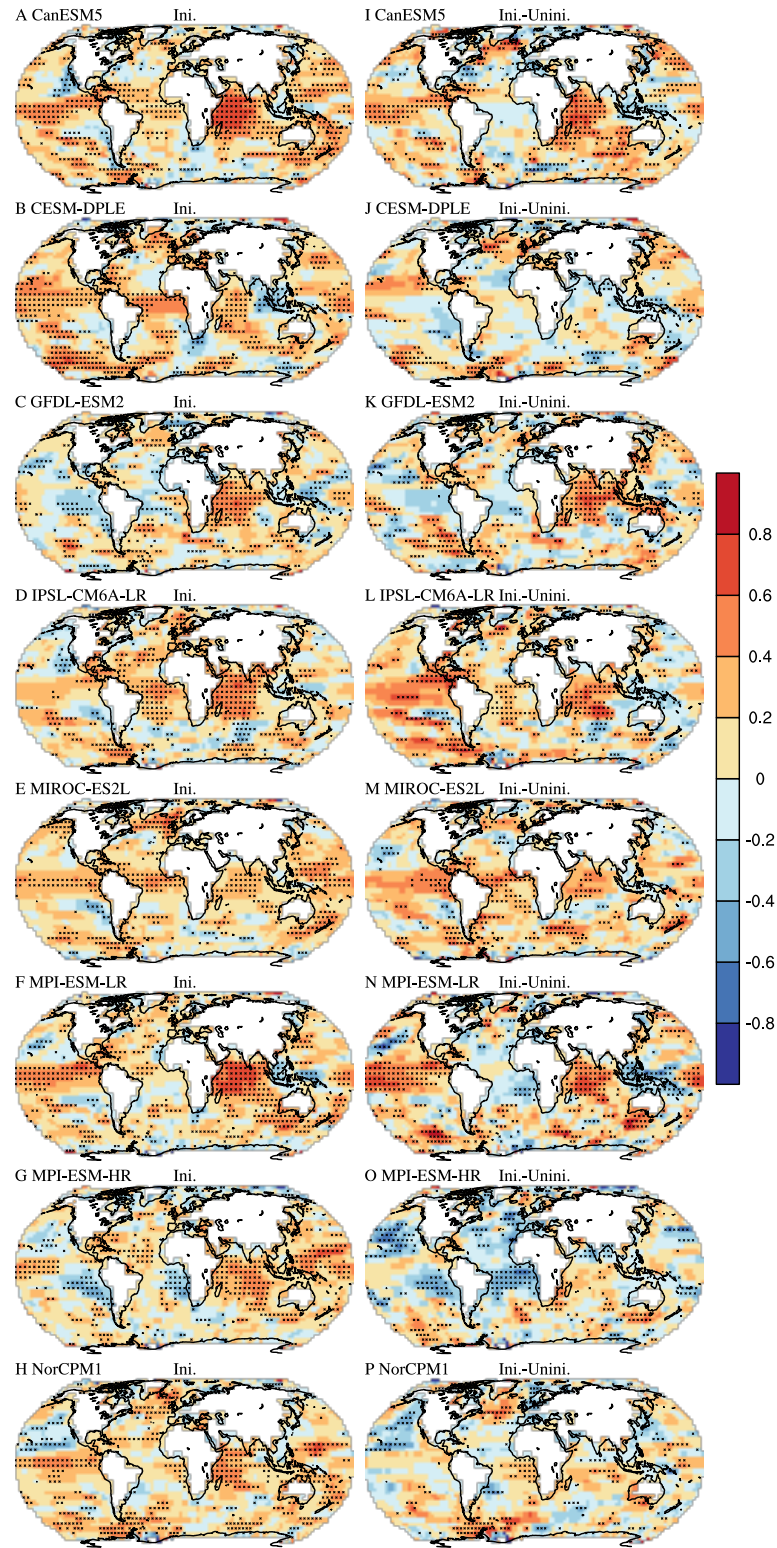 A CanESM5 Ini.
I CanESM5 Ini.-Unini.
B CESM-DPLE Ini.
J CESM-DPLE Ini.-Unini.
C GFDL-ESM2 Ini.
K GFDL-ESM2 Ini.-Unini.
D IPSL-CM6A-LR Ini.
L IPSL-CM6A-LR Ini.-Unini.
E MIROC-ES2L Ini.
M MIROC-ES2L Ini.-Unini.
F MPI-ESM-LR Ini.
N MPI-ESM-LR Ini.-Unini.
G MPI-ESM-HR Ini.
O MPI-ESM-HR Ini.-Unini.
H NorCPM1 Ini.
P NorCPM1 Ini.-Unini.
0.8
0.6
0.4
0.2
0
-0.2
-0.4
-0.6
-0.8